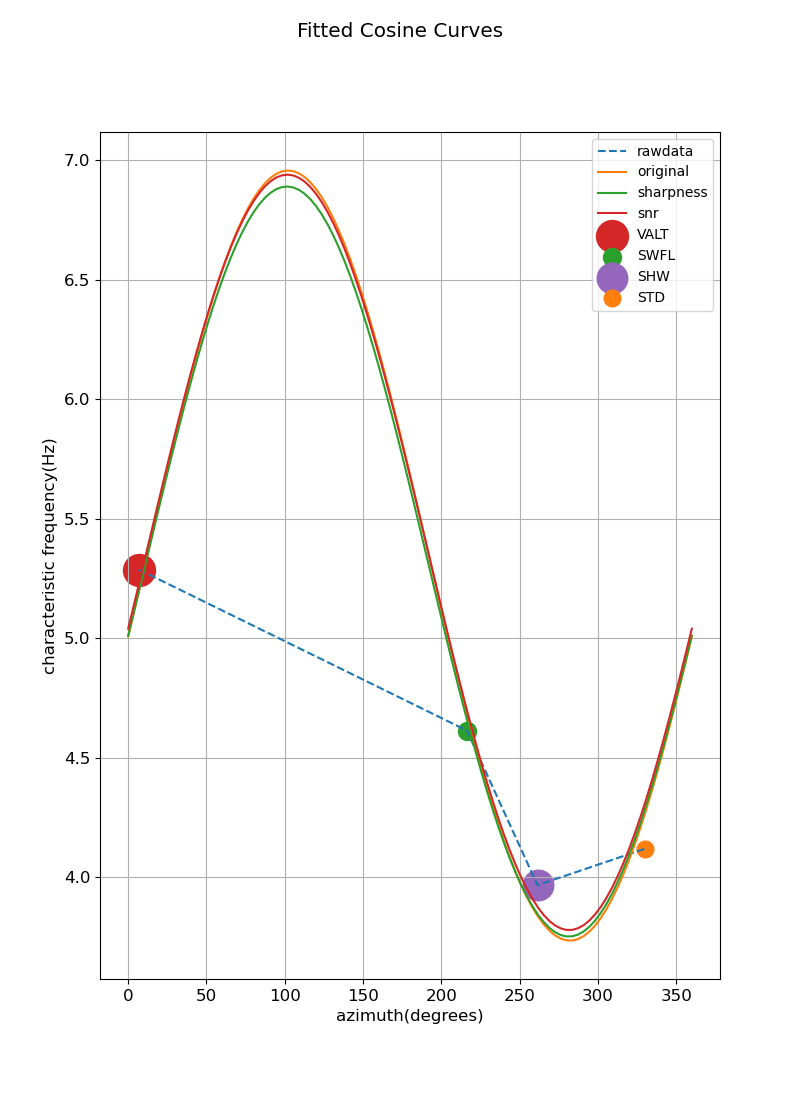 Fitted Cosine Curves
rawdata
original
sharpness
snr
VALT
SWFL
SHW
STD
7.0
6.5
6.0
5.5
5.0
4.5
4.0
characteristic frequency(Hz)
0 50 100 150 200 250 300 350
azimuth(degrees)